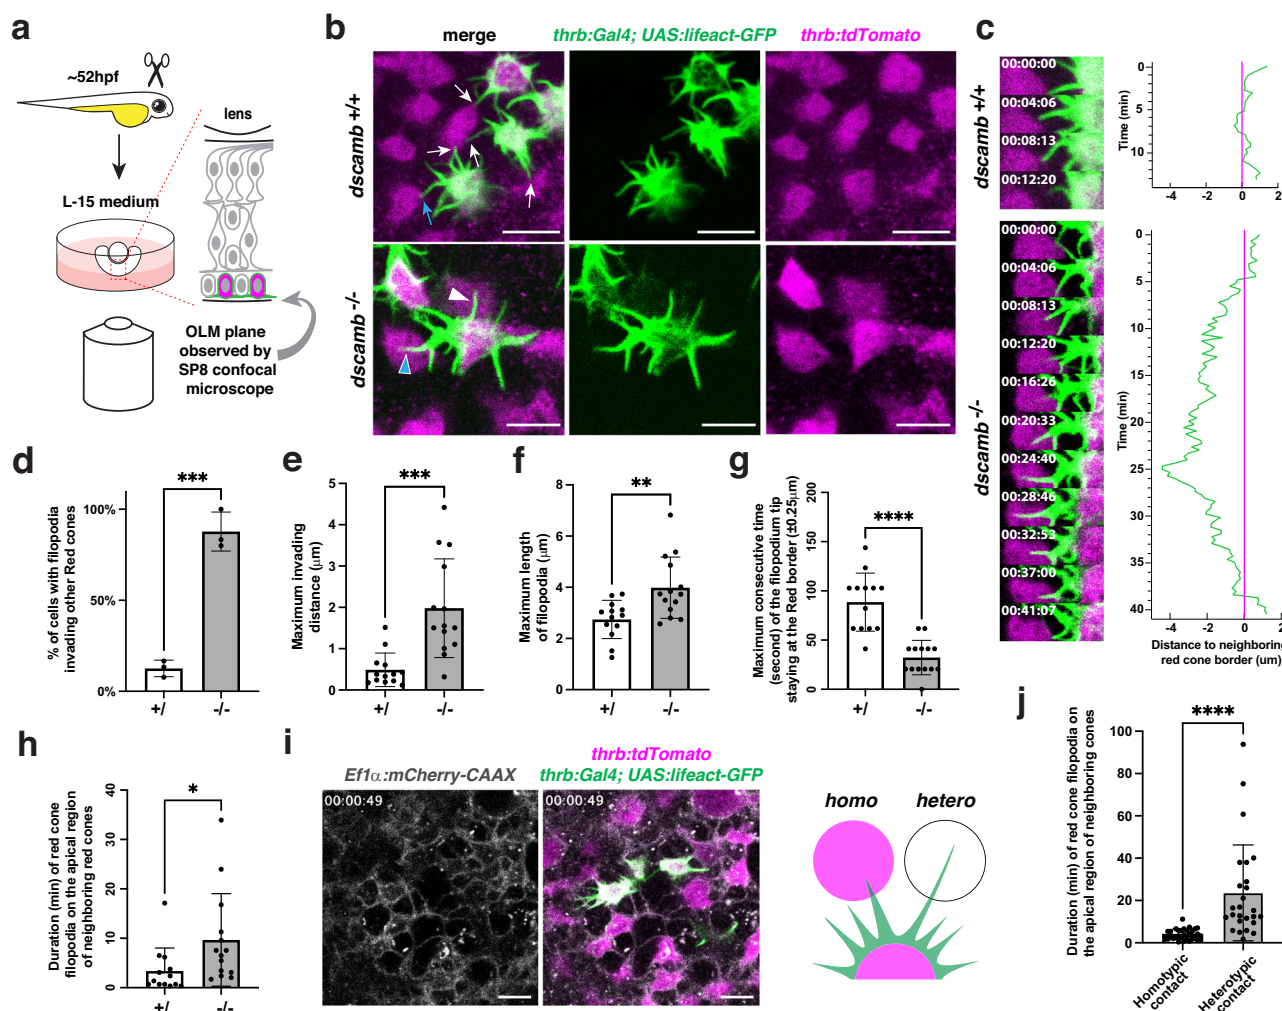 a
~52hpf
L-15 medium
lens
OLM plane
observed by
SP8 confocal
microscope
b
merge
thrb:Gal4; UAS:lifeact-GFP
thrb:tdTomato
dscamb +/+
dscamb -/-
c
dscamb +/+
00:00:00
00:04:06
00:08:13
00:12:20
Time (min)
0
5
10
-4
-2
0
2
dscamb -/-
00:00:00
00:04:06
00:08:13
00:12:20
00:16:26
00:20:33
00:24:40
00:28:46
00:32:53
00:37:00
00:41:07
Time (min)
0
5
10
15
20
25
30
35
40
-4
-2
0
2
Distance to neighboring
red cone border (um)
d
% of cells with filopodia
invading other Red cones
100%
50%
0%
***
+/
-/-
e
Maximum invading
distance (μm)
5
4
3
2
1
0
***
+/
-/-
f
Maximum length
of filopodia (μm)
8
6
4
2
0
**
+/
-/-
g
Maximum consecutive time
(second) of the filopodium tip
staying at the Red border (±0.25μm)
200
150
100
50
0
****
+/
-/-
h
Duration (min) of red cone
filopodia on the apical region
of neighboring red cones
40
30
20
10
0
*
+/
-/-
i
Ef1α:mCherry-CAAX
thrb:tdTomato
thrb:Gal4; UAS:lifeact-GFP
00:00:49
00:00:49
homo
hetero
j
Duration (min) of red cone filopodia on
the apical region of neighboring cones
100
80
60
40
20
0
****
Homotypic
contact
Heterotypic
contact